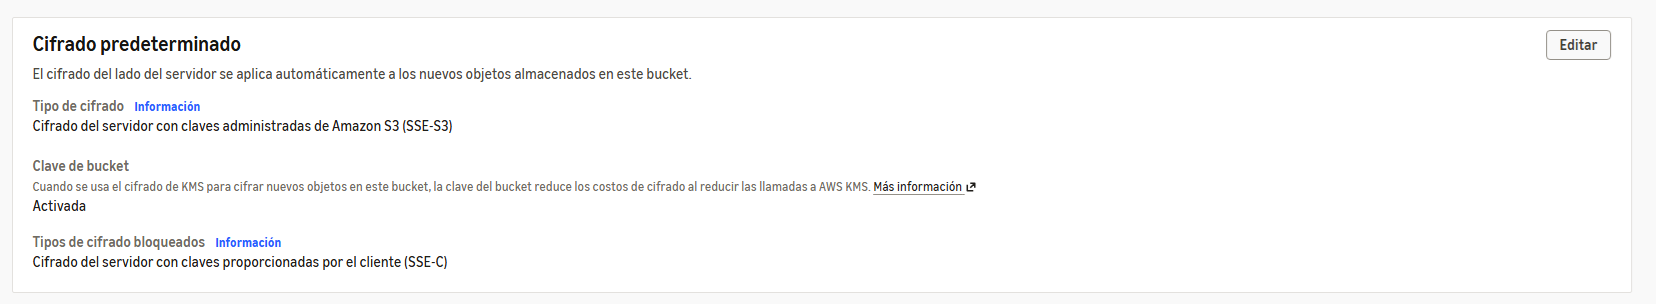 Cifrado predeterminado
Editar
El cifrado del lado del servidor se aplica automáticamente a los nuevos objetos almacenados en este bucket.
Tipo de cifrado Información
Cifrado del servidor con claves administradas de Amazon S3 (SSE-S3)
Clave de bucket
Cuando se usa el cifrado de KMS para cifrar nuevos objetos en este bucket, la clave del bucket reduce los costos de cifrado al reducir las llamadas a AWS KMS. Más información
Activada
Tipos de cifrado bloqueados Información
Cifrado del servidor con claves proporcionadas por el cliente (SSE-C)